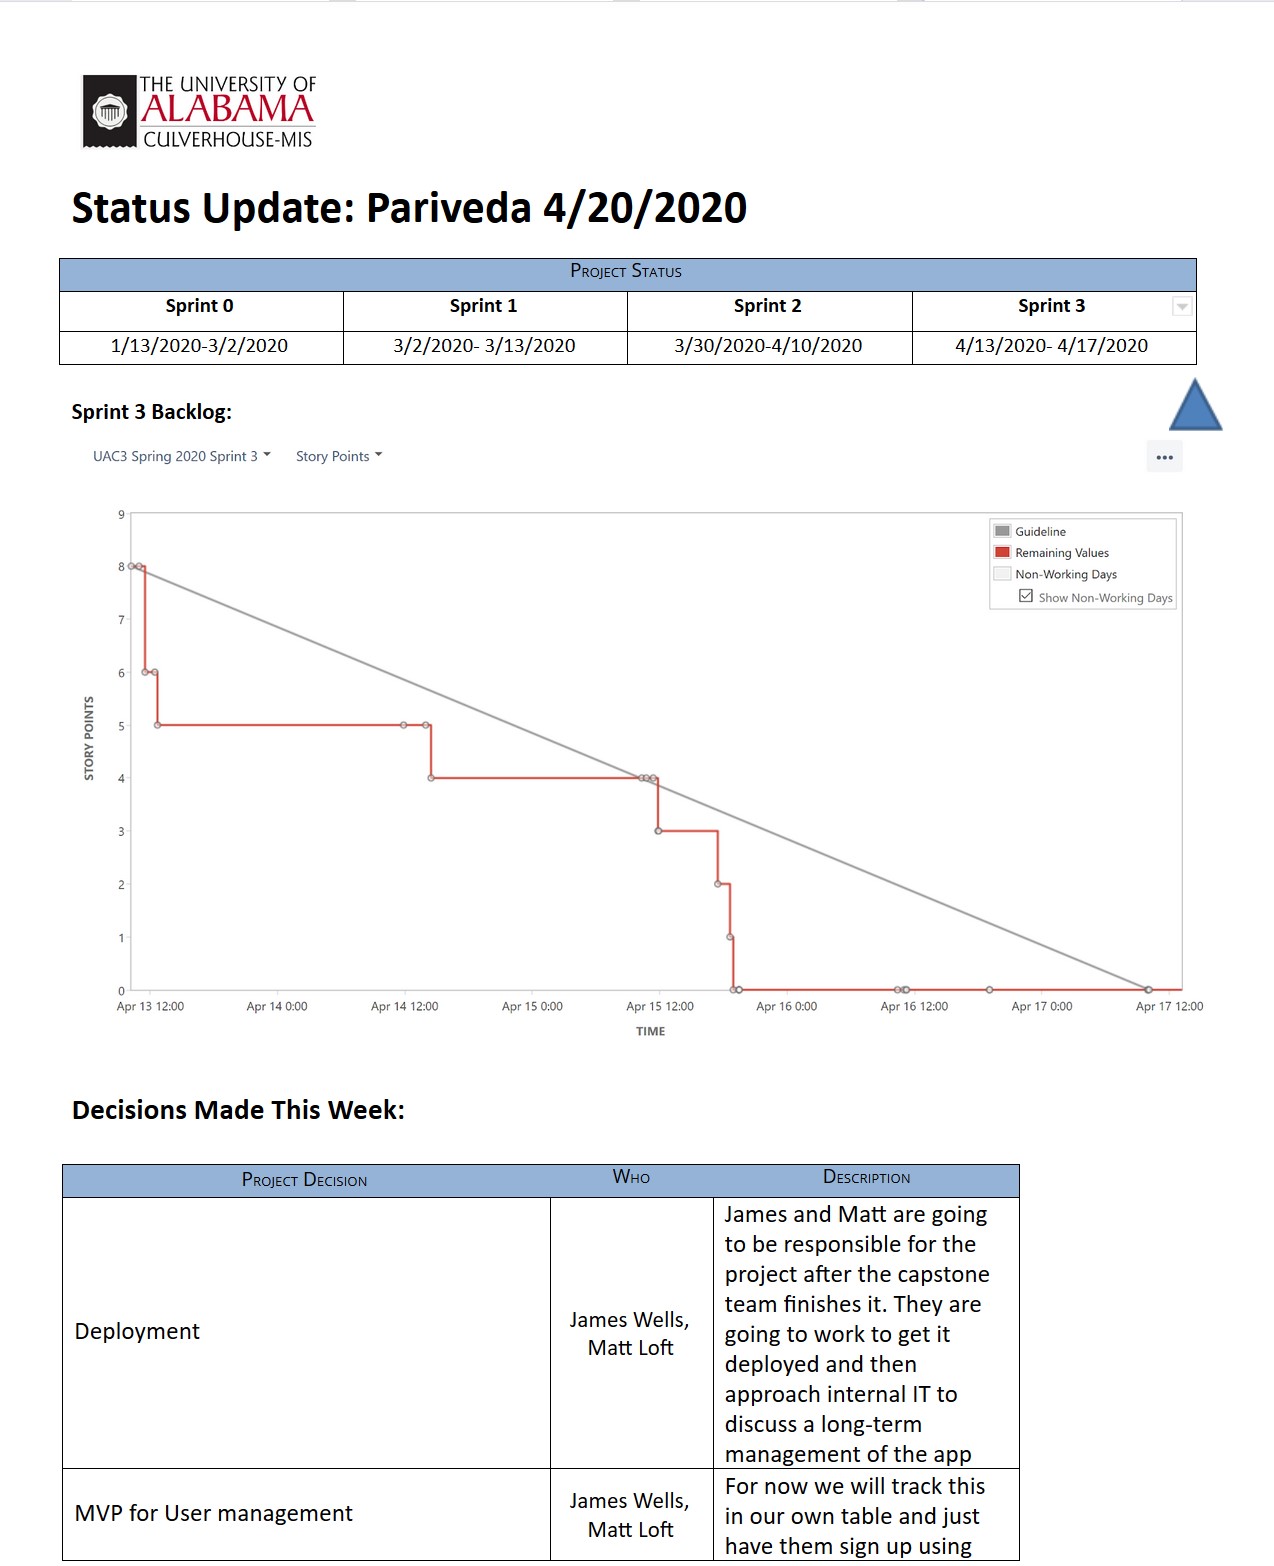 THE UNIVERSITY OF
ALABAMA
CULVERHOUSE-MIS
Status Update: Pariveda 4/20/2020
PROJECT STATUS
Sprint 0 Sprint 1 Sprint 2 Sprint 3
1/13/2020-3/2/2020 3/2/2020- 3/13/2020 3/30/2020-4/10/2020 4/13/2020- 4/17/2020
Sprint 3 Backlog:
UAC3 Spring 2020 Sprint 3 Story Points
Guideline
Remaining Values
Non-Working Days
Show Non-Working Days
9
8
7
6
5
4
3
2
1
0
STORY POINTS
Apr 13 12:00 Apr 14 0:00 Apr 14 12:00 Apr 15 0:00 Apr 15 12:00 Apr 16 0:00 Apr 16 12:00 Apr 17 0:00 Apr 17 12:00
TIME
Decisions Made This Week:
PROJECT DECISION WHO DESCRIPTION
Deployment
James Wells,
Matt Loft
James and Matt are going
to be responsible for the
project after the capstone
team finishes it. They are
going to work to get it
deployed and then
approach internal IT to
discuss a long-term
management of the app
MVP for User management
James Wells,
Matt Loft
For now we will track this
in our own table and just
have them sign up using